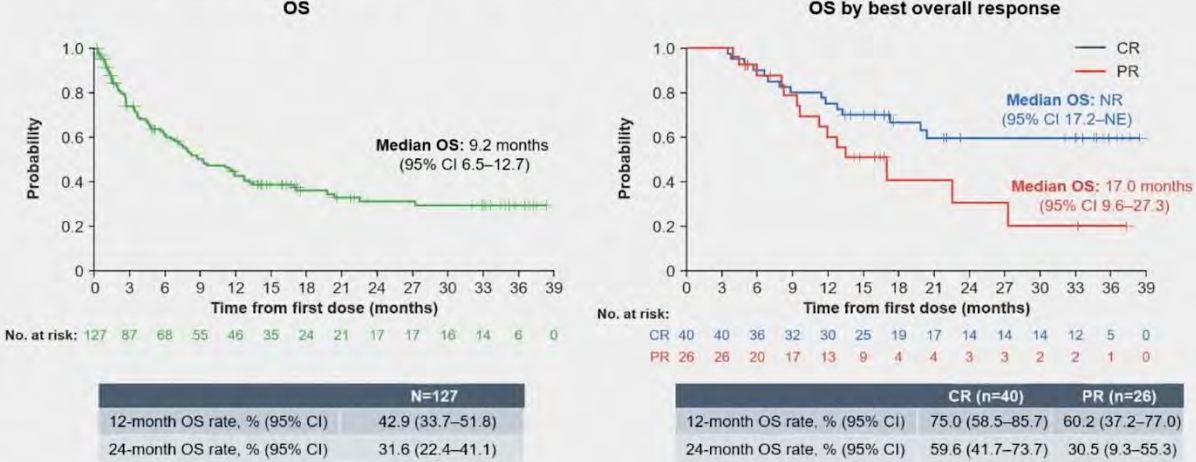 OS
Probability
1.0
0.8
0.6
0.4
0.2
0
Median OS: 9.2 months
(95% CI 6.5–12.7)
0 3 6 9 12 15 18 21 24 27 30 33 36 39
Time from first dose (months)
No. at risk: 127 87 68 55 46 35 24 21 17 17 16 14 6 0
N=127
12-month OS rate, % (95% CI) 42.9 (33.7–51.8)
24-month OS rate, % (95% CI) 31.6 (22.4–41.1)
OS by best overall response
Probability
1.0
0.8
0.6
0.4
0.2
0
CR
PR
Median OS: NR
(95% CI 17.2–NE)
Median OS: 17.0 months
(95% CI 9.6–27.3)
0 3 6 9 12 15 18 21 24 27 30 33 36 39
Time from first dose (months)
No. at risk:
CR 40 40 36 32 30 25 19 17 14 14 14 12 5 0
PR 26 26 20 17 13 9 4 4 3 3 2 2 1 0
CR (n=40) PR (n=26)
12-month OS rate, % (95% CI) 75.0 (58.5–85.7) 60.2 (37.2–77.0)
24-month OS rate, % (95% CI) 59.6 (41.7–73.7) 30.5 (9.3–55.3)